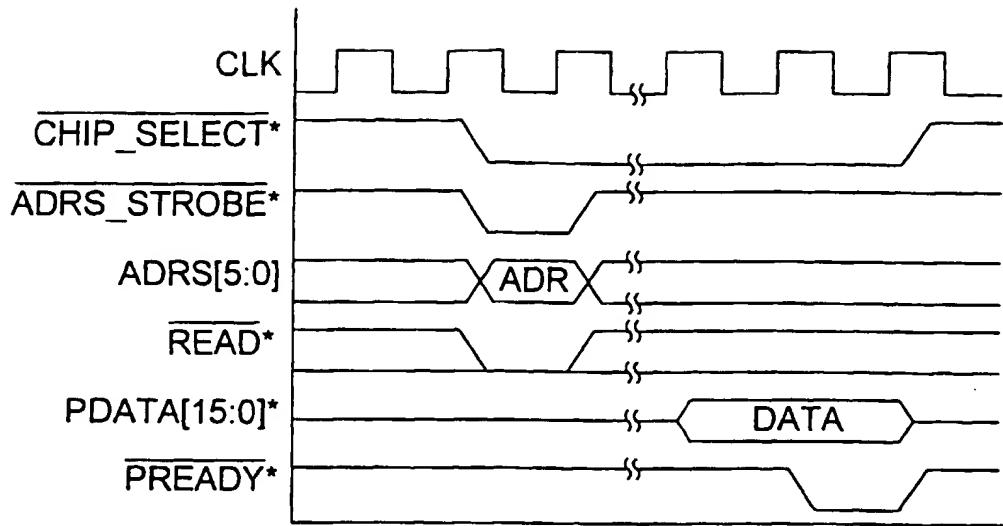 CLK
CHIP_SELECT*
ADRS_STROBE*
ADRS[5:0]
ADR
READ*
PDATA[15:0]*
DATA
PREADY*